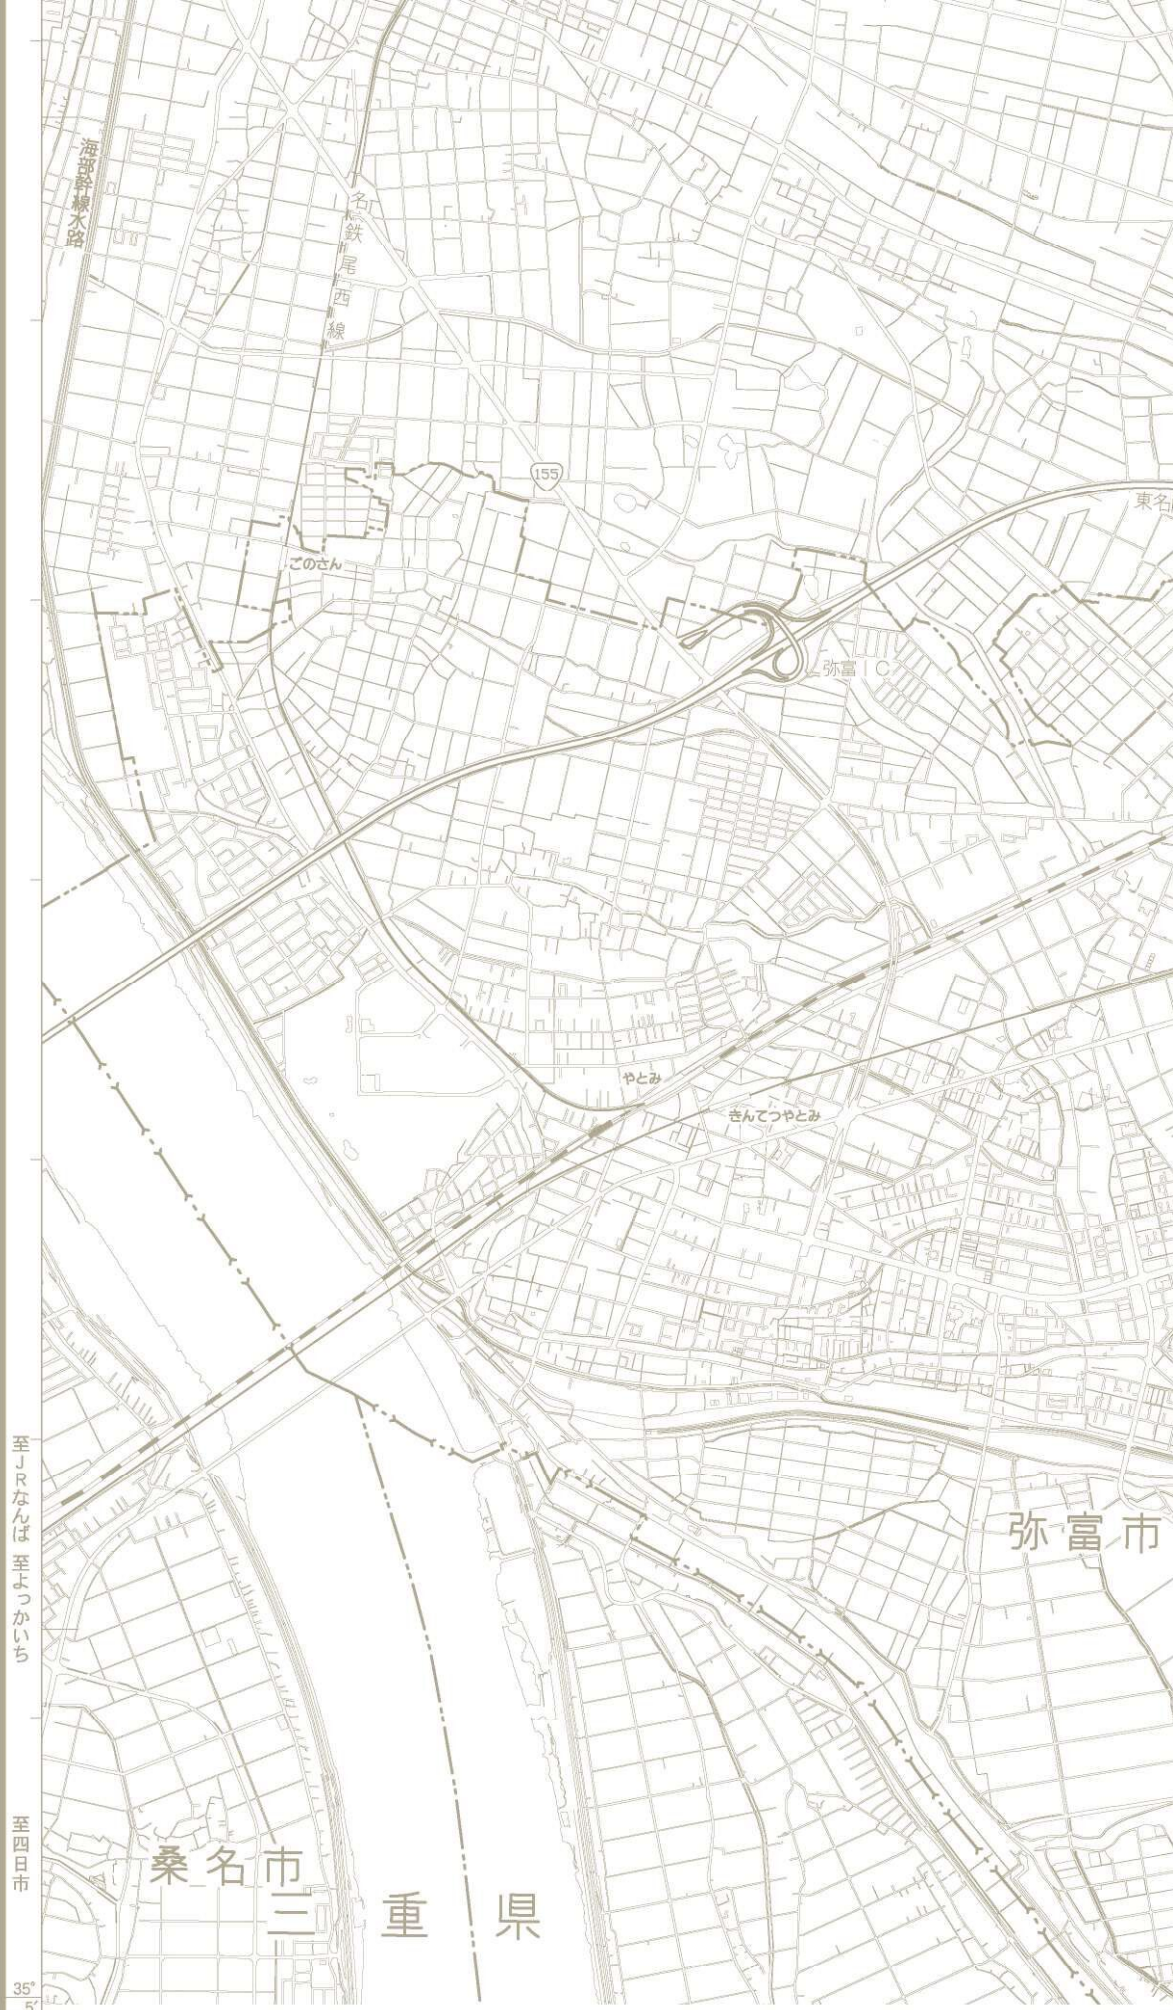 海部幹線水路
名鉄尾西線
155
東名
ごのさん
弥富IC
やとみ
きんてつやとみ
至JRなんば 至よっかいち
弥富市
至四日市
桑名市
三重県
35°
5′